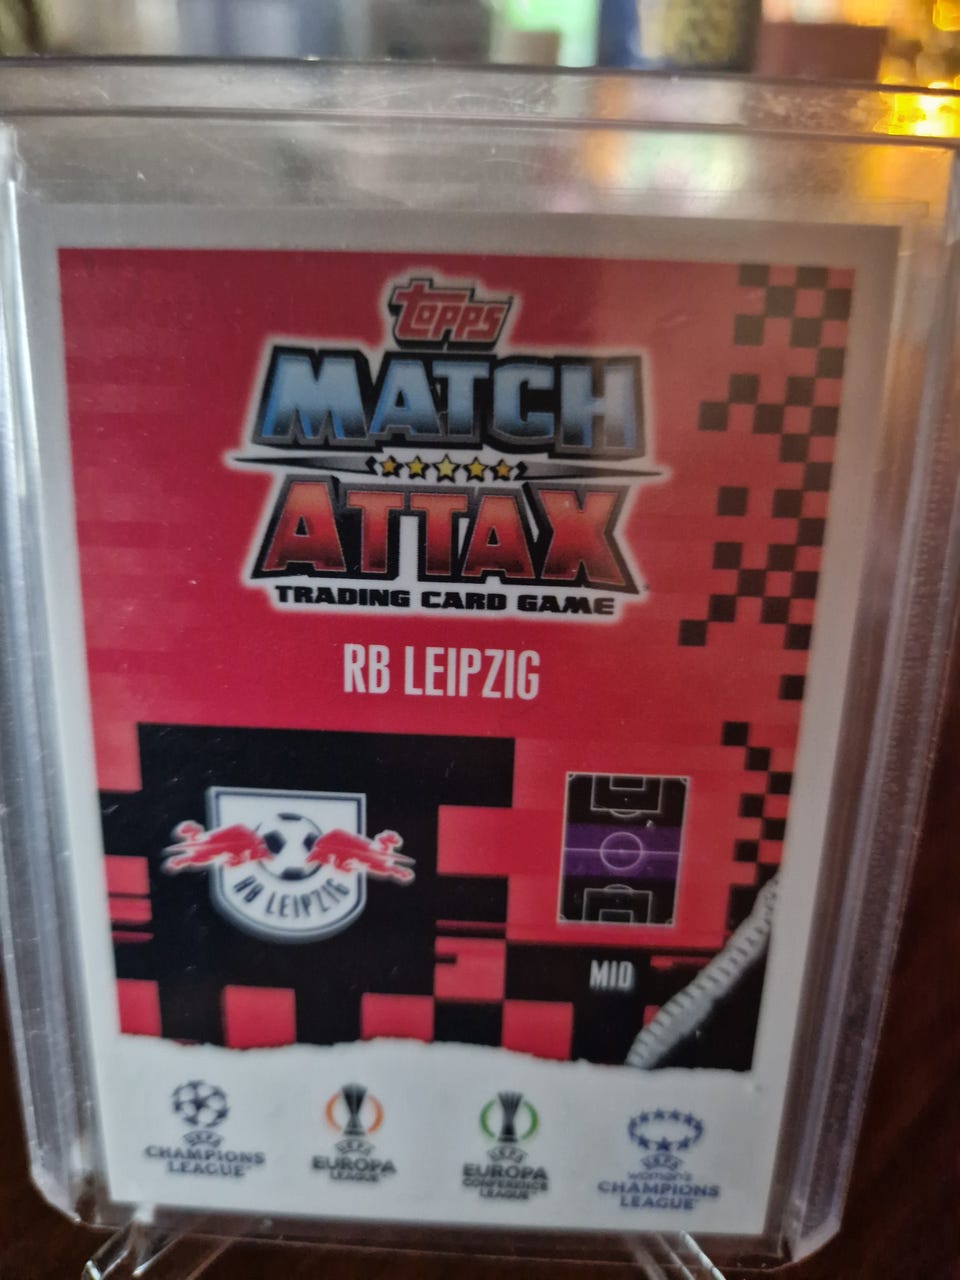 topps
MATCH
ATTAX
TRADING CARD GAME
RB LEIPZIG
RB LEIPZIG
MID
UEFA
CHAMPIONS
LEAGUE
UEFA
EUROPA
LEAGUE
UEFA
EUROPA
CONFERENCE
LEAGUE
UEFA
women's
CHAMPIONS
LEAGUE